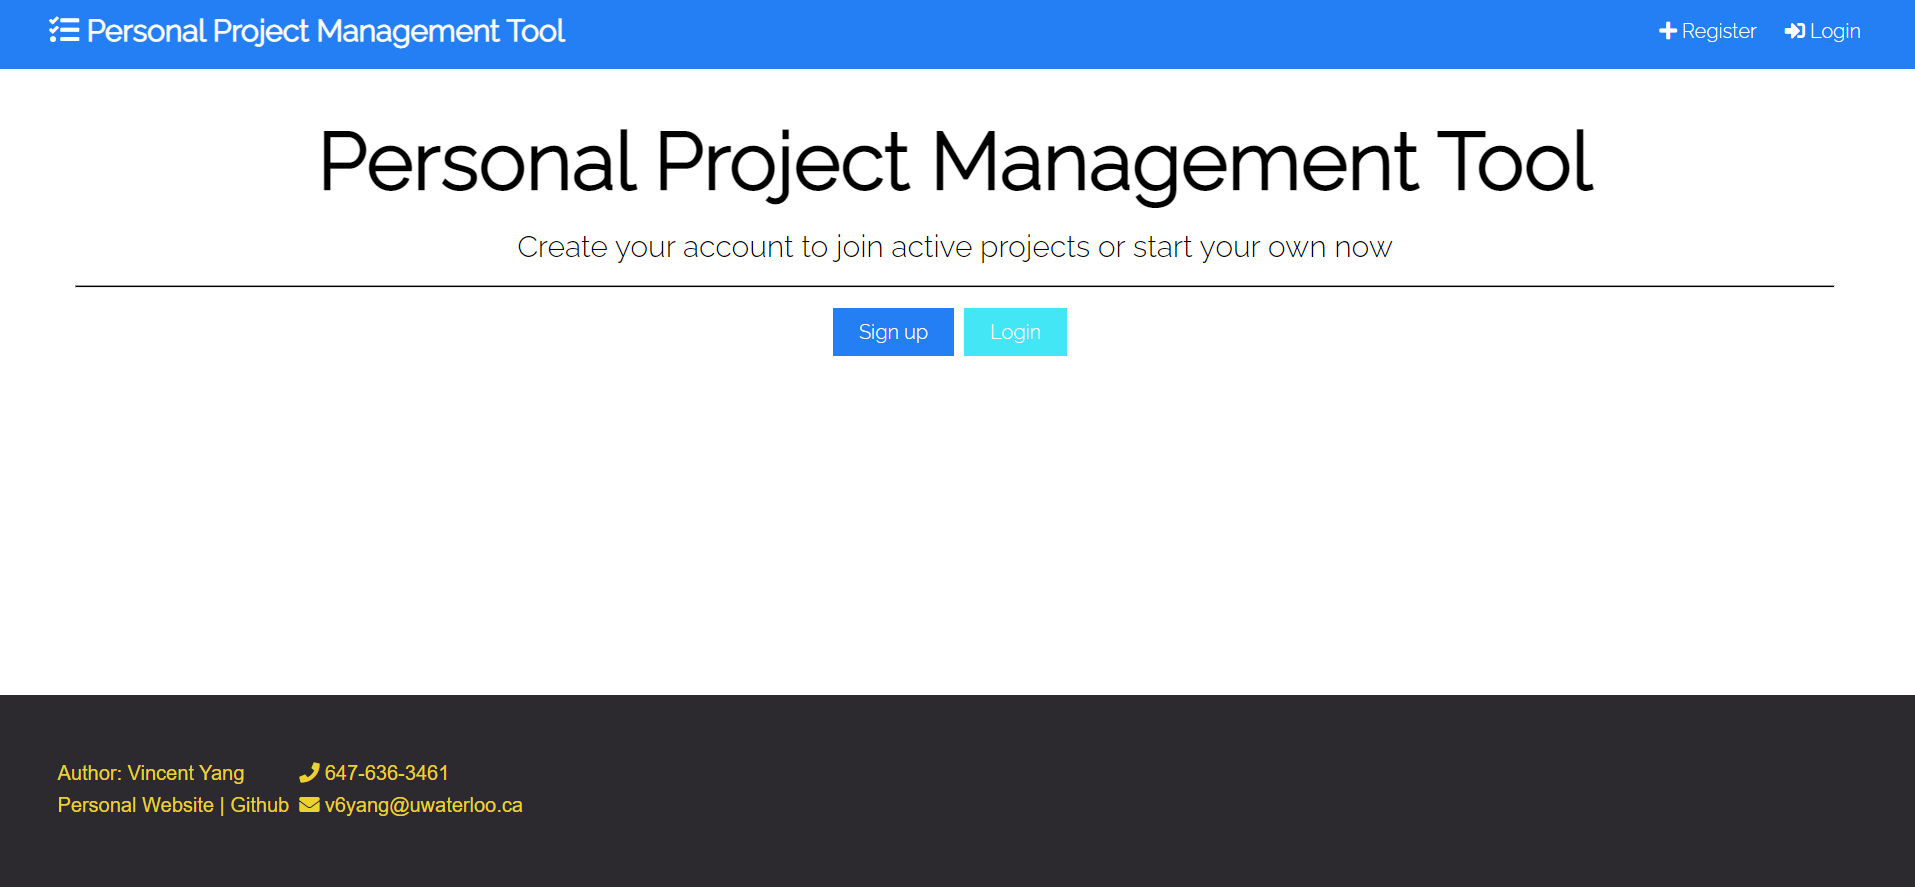 Personal Project Management Tool
Register
Login
Personal Project Management Tool
Create your account to join active projects or start your own now
Sign up
Login
Author: Vincent Yang
647-636-3461
Personal Website | Github
v6yang@uwaterloo.ca